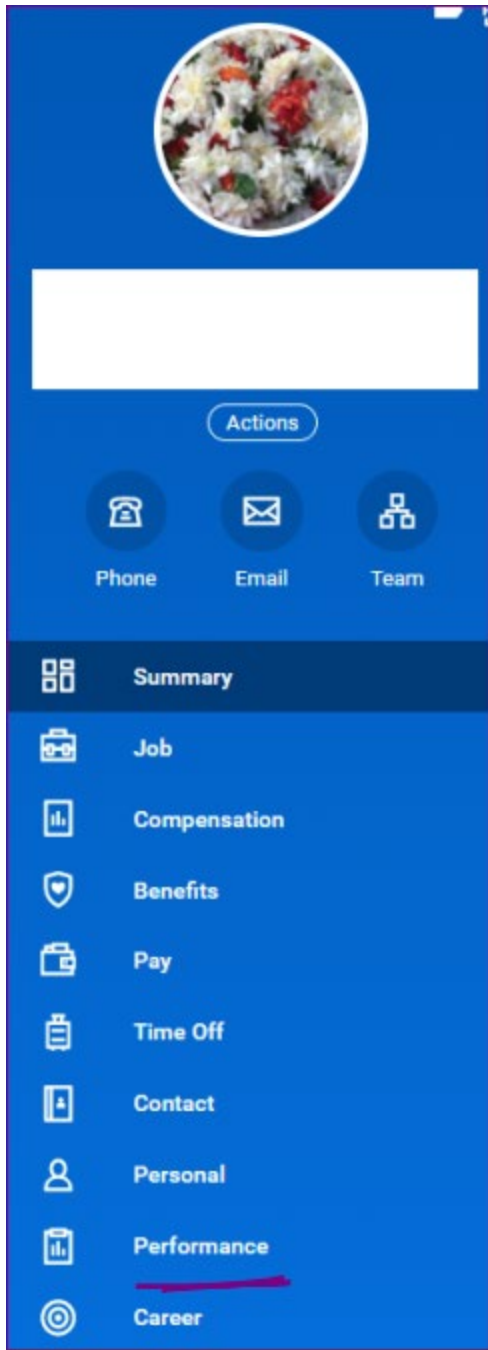 Actions
Phone Email Team
Summary
Job
Compensation
Benefits
Pay
Time Off
Contact
Personal
Performance
Career